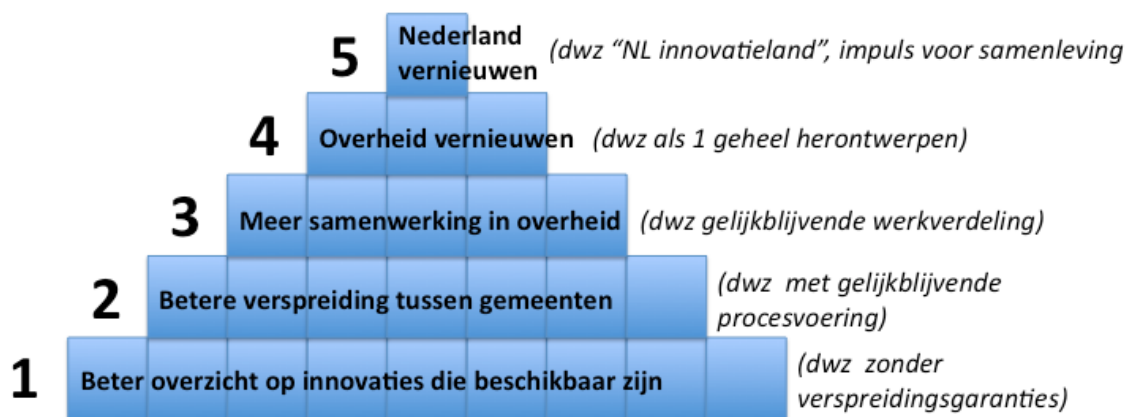 5
Nederland
vernieuwen
(dwz “NL innovatieland”, impuls voor samenleving
4
Overheid vernieuwen
(dwz als 1 geheel herontwerpen)
3
Meer samenwerking in overheid
(dwz gelijkblijvende werkverdeling)
2
Betere verspreiding tussen gemeenten
(dwz met gelijkblijvende
procesvoering)
1
Beter overzicht op innovaties die beschikbaar zijn
(dwz zonder
verspreidingsgaranties)